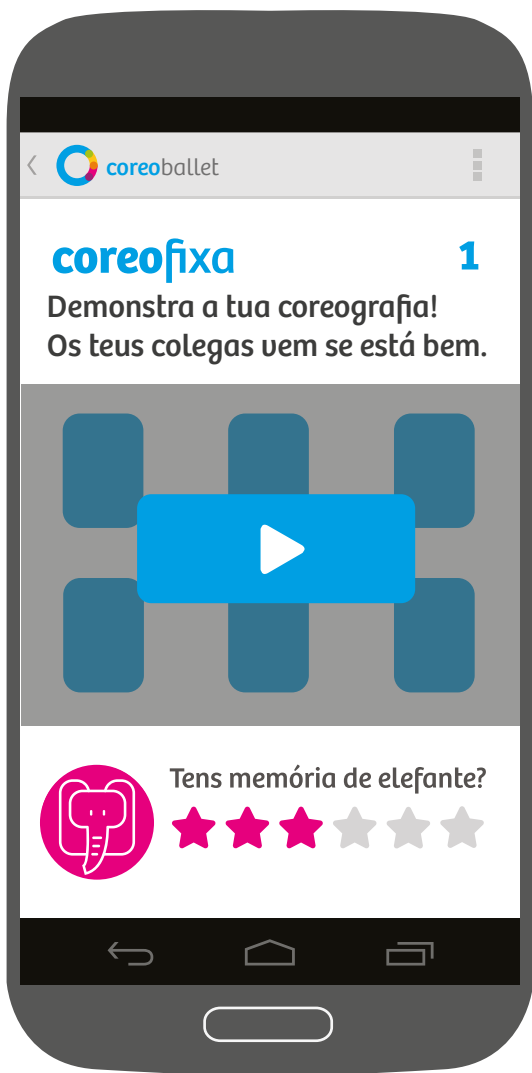 coreoballet
coreofixa 1
Demonstra a tua coreografia!
Os teus colegas vem se está bem.
Tens memória de elefante?